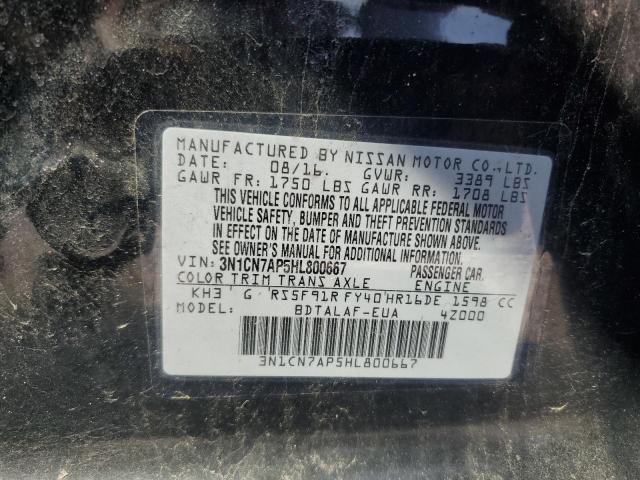 MANUFACTURED BY NISSAN MOTOR CO.,LTD.
DATE: 08/16. GVWR: 3389 LBS
GAWR FR: 1750 LBS GAWR RR: 1708 LBS
THIS VEHICLE CONFORMS TO ALL APPLICABLE FEDERAL MOTOR
VEHICLE SAFETY, BUMPER AND THEFT PREVENTION STANDARDS
IN EFFECT ON THE DATE OF MANUFACTURE SHOWN ABOVE.
SEE OWNER'S MANUAL FOR ADDITIONAL INFORMATION.
VIN: 3N1CN7AP5HL800667 PASSENGER CAR.
COLOR TRIM TRANS AXLE ENGINE
KH3 G RS5F91R FY40 HR16DE 1598 CC
MODEL: BDTALAF-EUA 4Z000
3N1CN7AP5HL800667